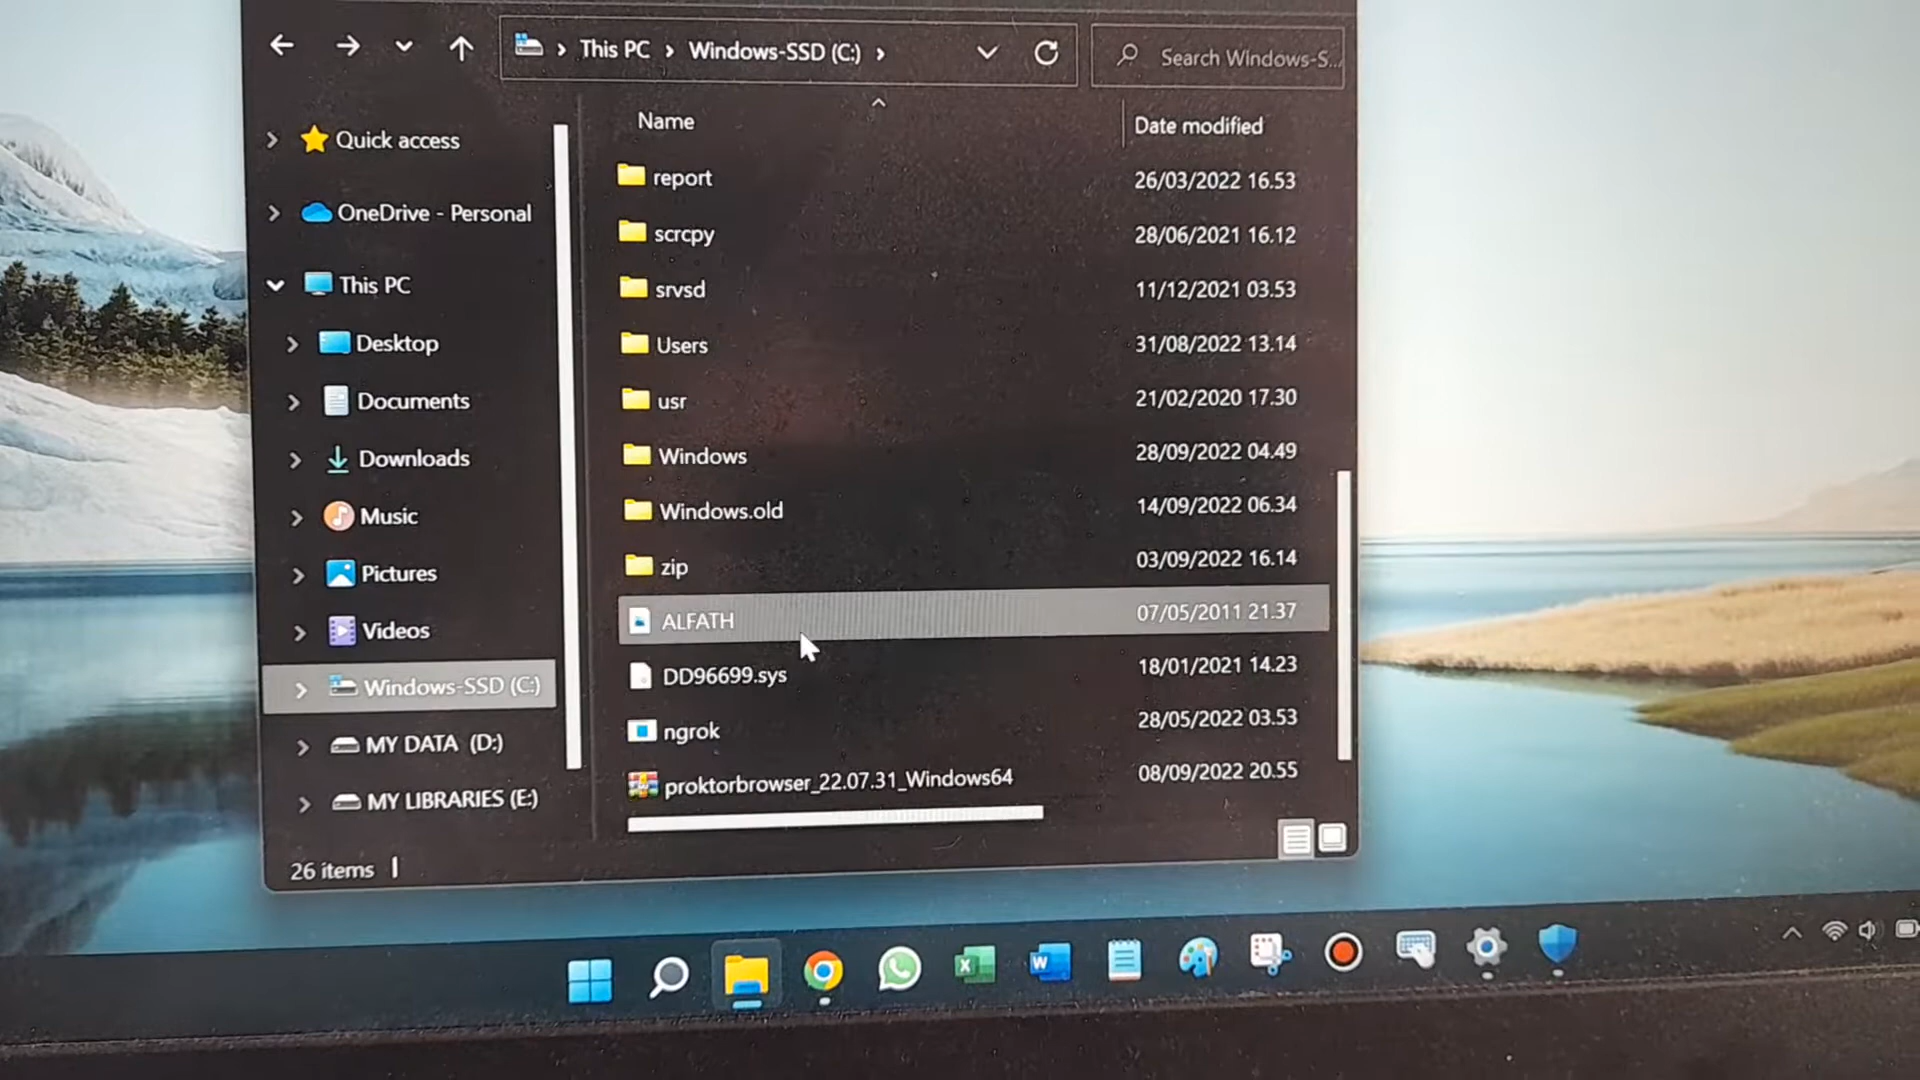 This PC > Windows-SSD (C:) >
Search Windows-S...
Name
Date modified
Quick access
OneDrive - Personal
This PC
Desktop
Documents
Downloads
Music
Pictures
Videos
Windows-SSD (C:)
MY DATA (D:)
MY LIBRARIES (E:)
report 26/03/2022 16.53
scrcpy 28/06/2021 16.12
srvsd 11/12/2021 03.53
Users 31/08/2022 13.14
usr 21/02/2020 17.30
Windows 28/09/2022 04.49
Windows.old 14/09/2022 06.34
zip 03/09/2022 16.14
ALFATH 07/05/2011 21.37
DD96699.sys 18/01/2021 14.23
ngrok 28/05/2022 03.53
proktorbrowser_22.07.31_Windows64 08/09/2022 20.55
26 items